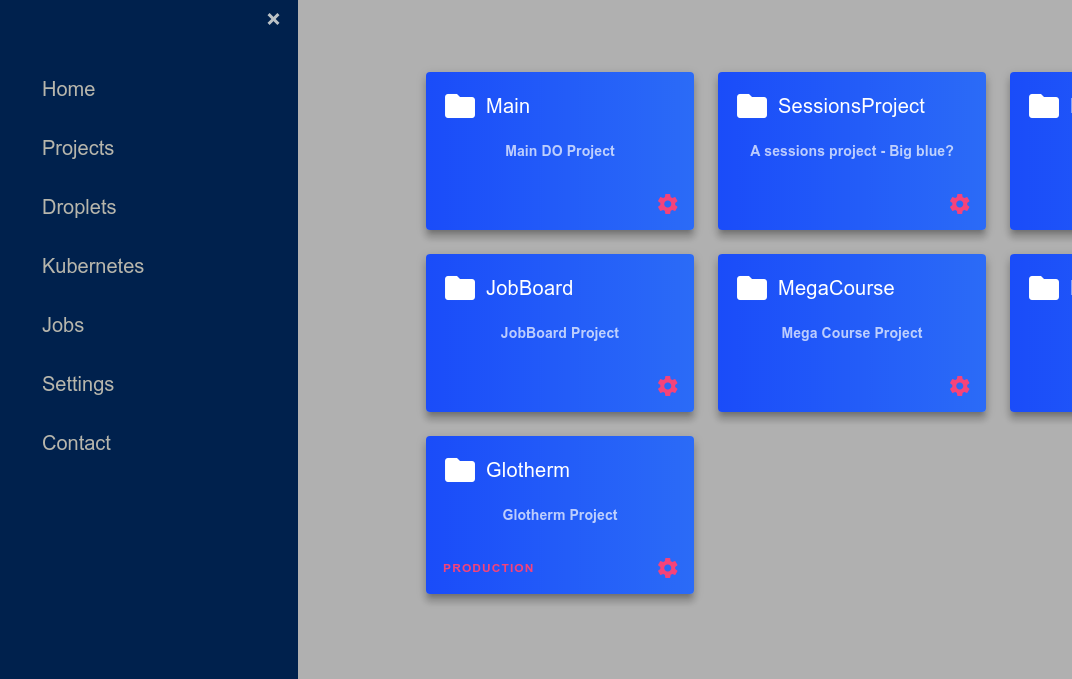 ×
Home
Projects
Droplets
Kubernetes
Jobs
Settings
Contact
Main
Main DO Project
SessionsProject
A sessions project - Big blue?
JobBoard
JobBoard Project
MegaCourse
Mega Course Project
Glotherm
Glotherm Project
PRODUCTION